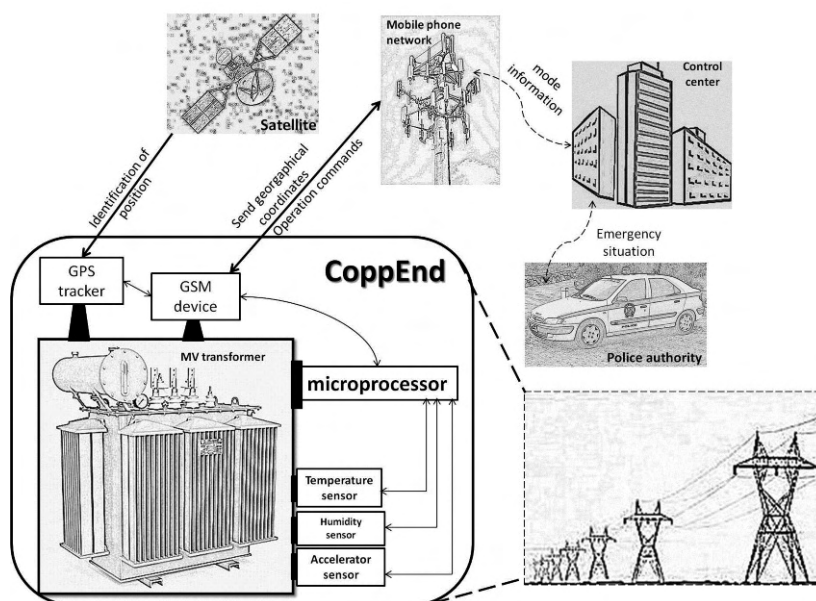 Mobile phone
network
Satellite
mode
information
Control
center
Identification of
position
Send georgaphical
coordinates
Operation commands
Emergency
situation
CoppEnd
GPS
tracker
GSM
device
Police authority
MV transformer
microprocessor
Temperature
sensor
Humidity
sensor
Accelerator
sensor